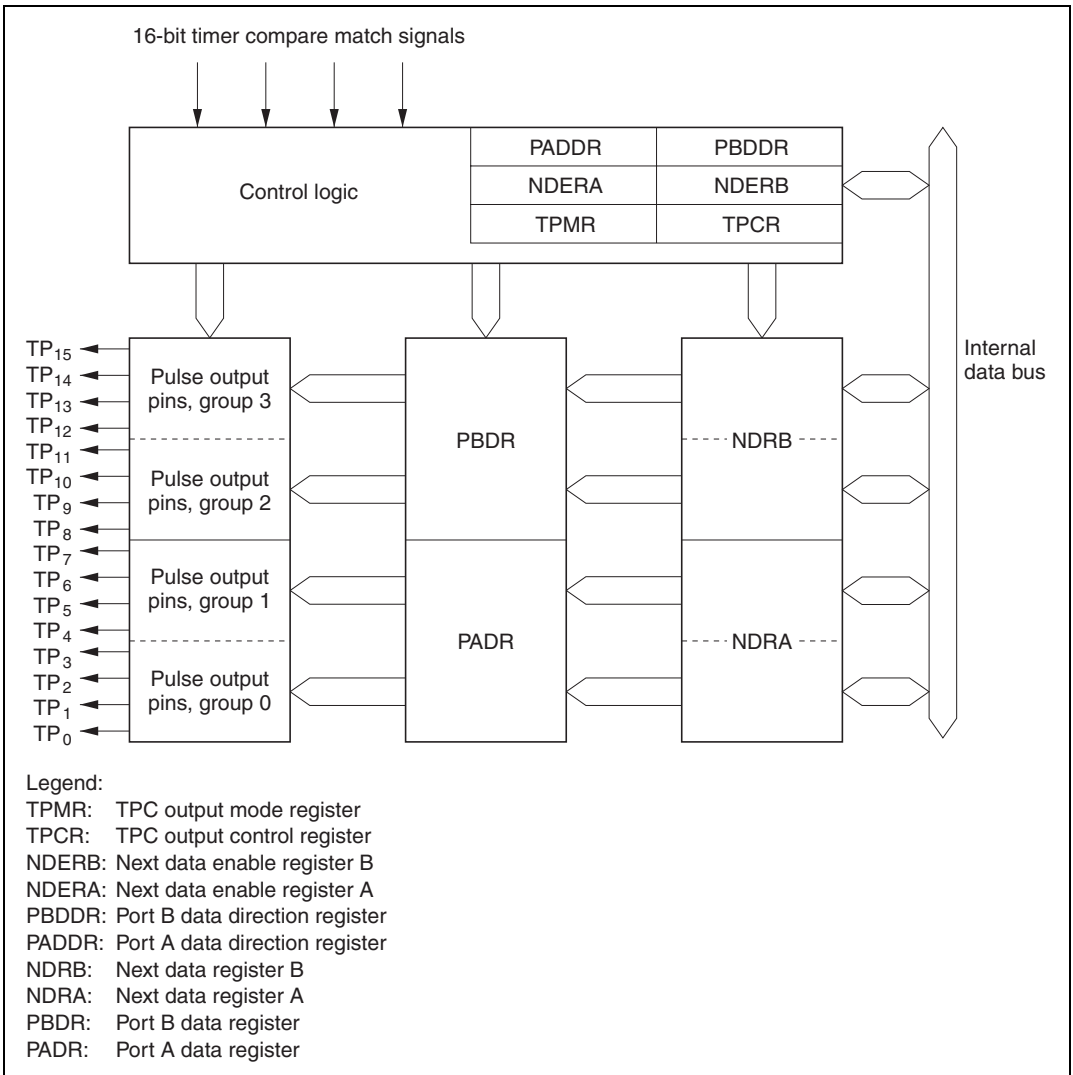 16-bit timer compare match signals
Control logic
PADDR PBDDR
NDERA NDERB
TPMR TPCR
Internal
data bus
TP15
TP14
TP13
TP12
TP11
TP10
TP9
TP8
TP7
TP6
TP5
TP4
TP3
TP2
TP1
TP0
Pulse output
pins, group 3
Pulse output
pins, group 2
Pulse output
pins, group 1
Pulse output
pins, group 0
PBDR
PADR
NDRB
NDRA
Legend:
TPMR: TPC output mode register
TPCR: TPC output control register
NDERB: Next data enable register B
NDERA: Next data enable register A
PBDDR: Port B data direction register
PADDR: Port A data direction register
NDRB: Next data register B
NDRA: Next data register A
PBDR: Port B data register
PADR: Port A data register